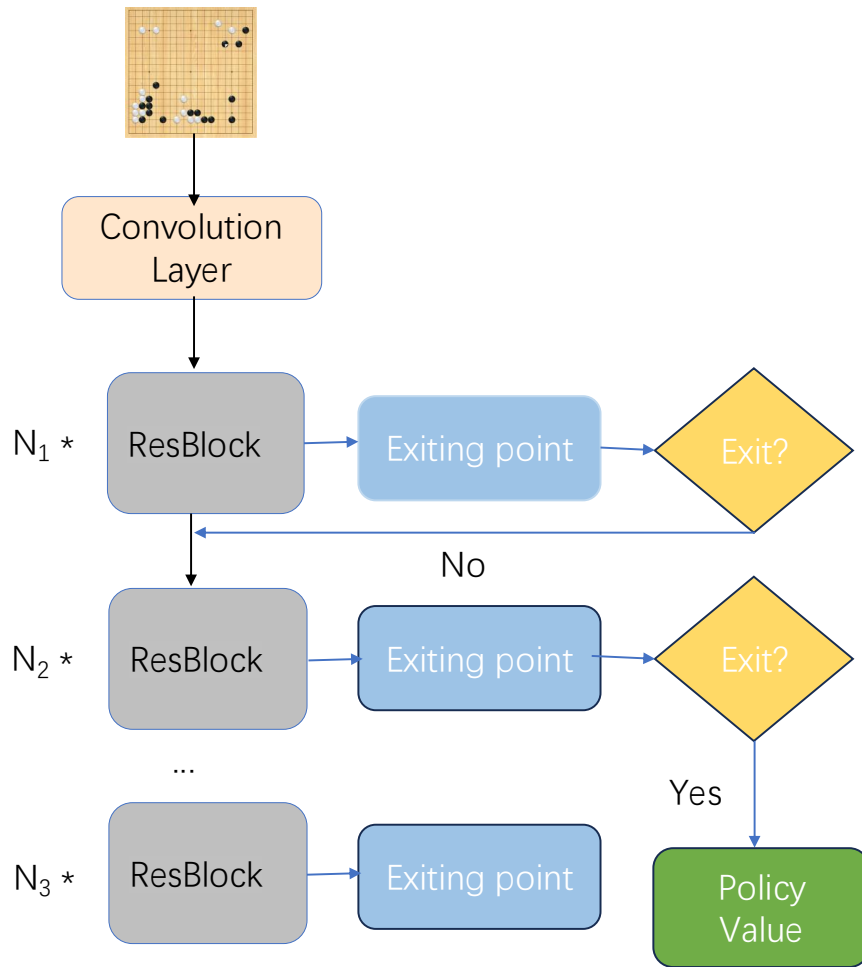 Convolution
Layer
N₁ *
ResBlock
Exiting point
Exit?
No
N₂ *
ResBlock
Exiting point
Exit?
...
Yes
N₃ *
ResBlock
Exiting point
Policy
Value